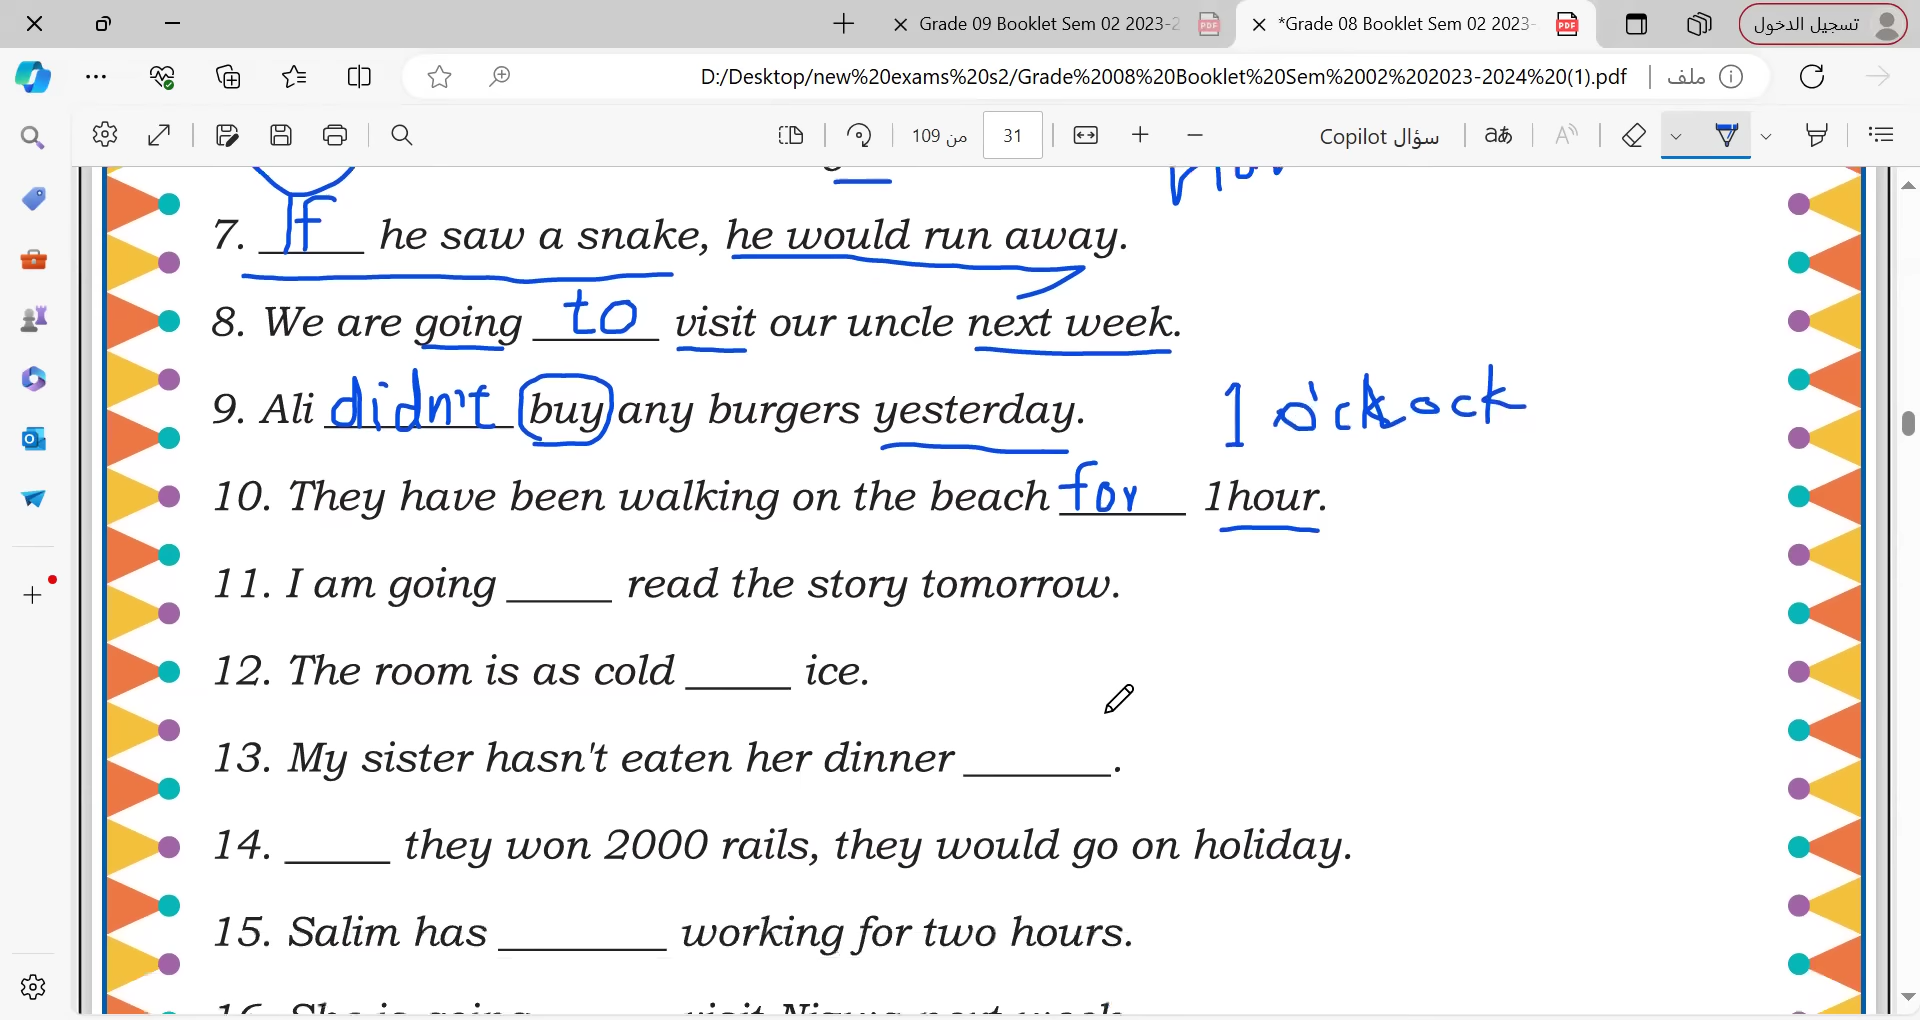 Grade 09 Booklet Sem 02 2023-2
*Grade 08 Booklet Sem 02 2023-
تسجيل الدخول
D:/Desktop/new%20exams%20s2/Grade%2008%20Booklet%20Sem%2002%202023-2024%20(1).pdf
ملف
109 من
31
سؤال Copilot
7. If he saw a snake, he would run away.
8. We are going to visit our uncle next week.
9. Ali didn't buy any burgers yesterday.
1 o'clock
10. They have been walking on the beach for 1hour.
11. I am going _____ read the story tomorrow.
12. The room is as cold _____ ice.
13. My sister hasn't eaten her dinner _______.
14. _____ they won 2000 rails, they would go on holiday.
15. Salim has ________ working for two hours.